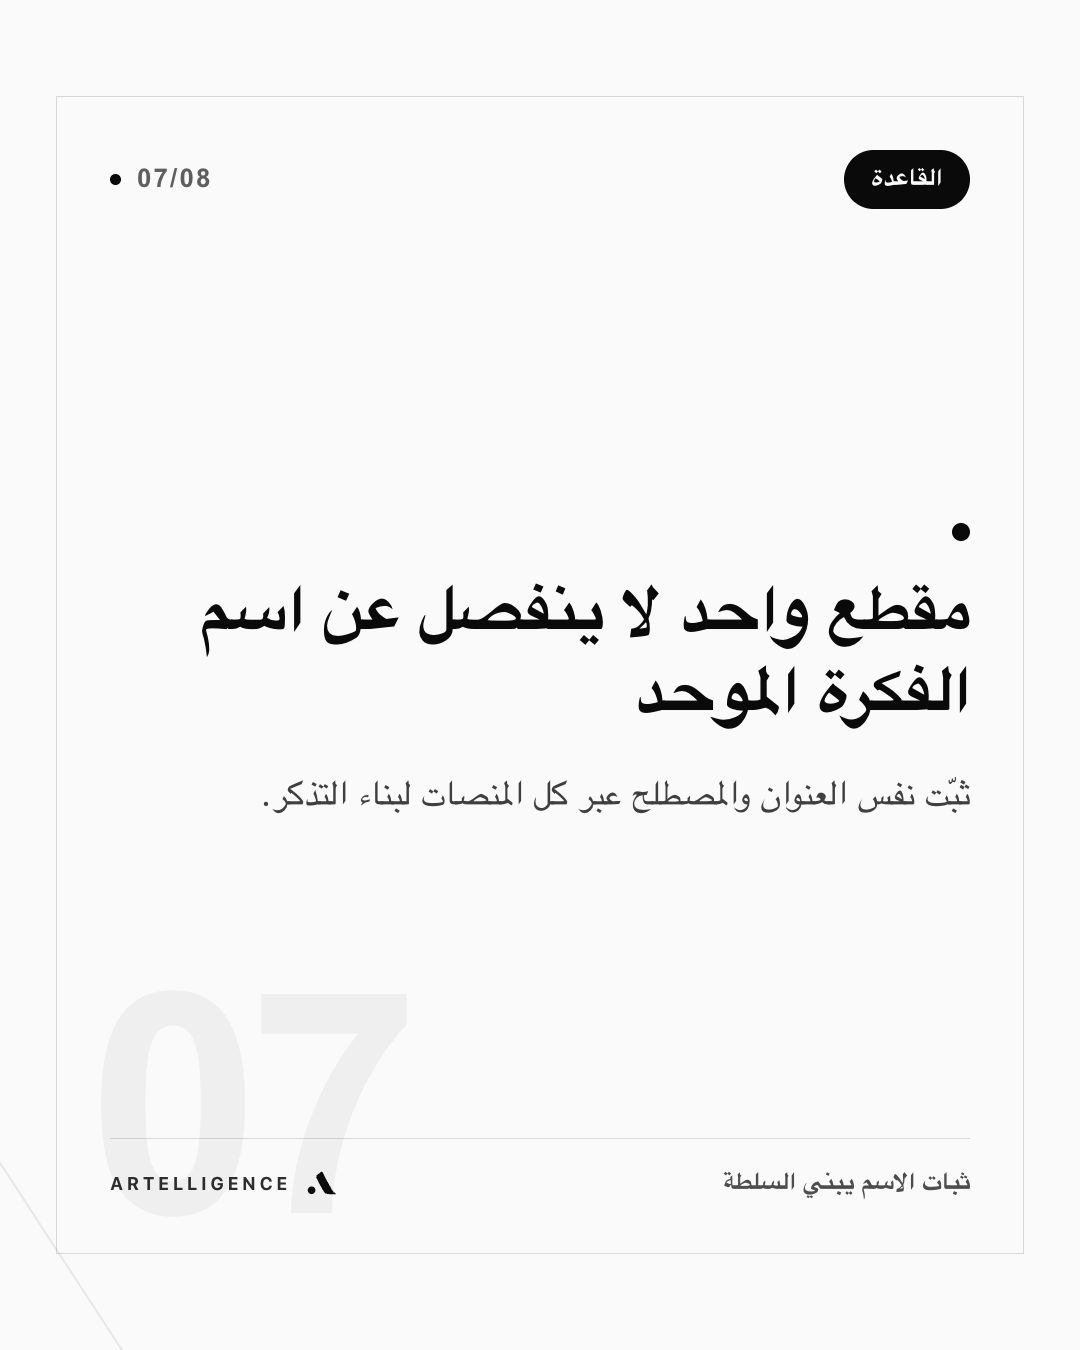 القاعدة
07/08
مقطع واحد لا ينفصل عن اسم
الفكرة الموحد
ثبّت نفس العنوان والمصطلح عبر كل المنصات لبناء التذكر.
07
ثبات الاسم يبني السلطة
ARTELLIGENCE